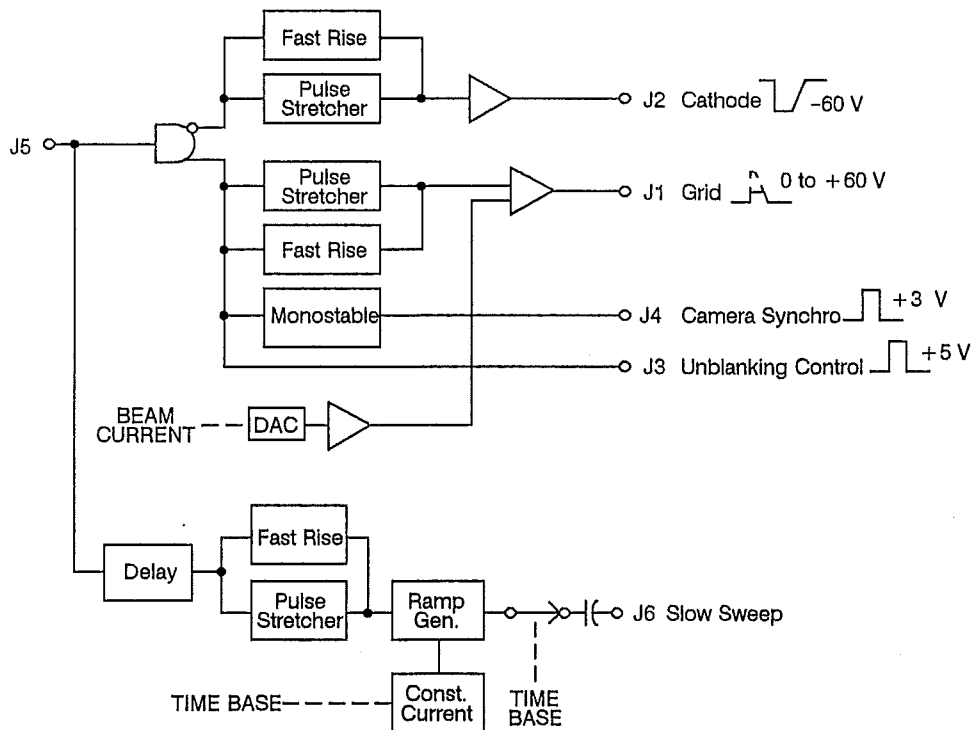 Fast Rise
Pulse
Stretcher
J2 Cathode -60 V
J5
Pulse
Stretcher
J1 Grid 0 to +60 V
Fast Rise
Monostable
J4 Camera Synchro +3 V
J3 Unblanking Control +5 V
BEAM
CURRENT
DAC
Fast Rise
Delay
Pulse
Stretcher
Ramp
Gen.
J6 Slow Sweep
TIME BASE
Const.
Current
TIME
BASE